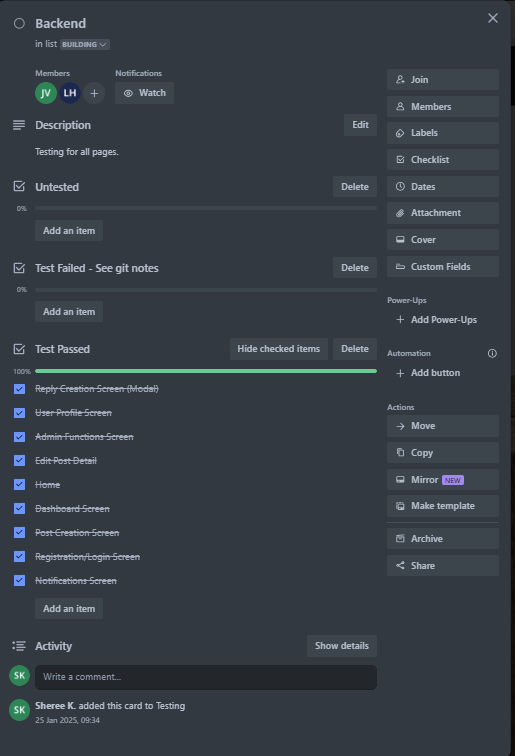 Backend
in list BUILDING
Members
Notifications
JV LH
Watch
Description
Edit
Testing for all pages.
Untested
Delete
0%
Add an item
Test Failed - See git notes
Delete
0%
Add an item
Test Passed
Hide checked items
Delete
100%
Reply Creation Screen (Modal)
User Profile Screen
Admin Functions Screen
Edit Post Detail
Home
Dashboard Screen
Post Creation Screen
Registration/Login Screen
Notifications Screen
Add an item
Activity
Show details
SK
Write a comment...
SK
Sheree K. added this card to Testing
25 Jan 2025, 09:34
Join
Members
Labels
Checklist
Dates
Attachment
Cover
Custom Fields
Power-Ups
Add Power-Ups
Automation
Add button
Actions
Move
Copy
Mirror NEW
Make template
Archive
Share